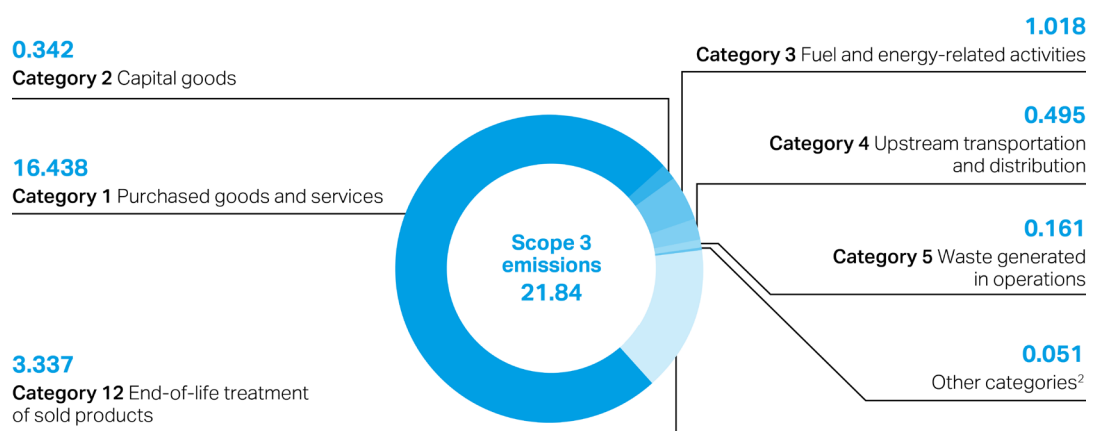 0.342
Category 2 Capital goods
16.438
Category 1 Purchased goods and services
3.337
Category 12 End-of-life treatment
of sold products
Scope 3
emissions
21.84
1.018
Category 3 Fuel and energy-related activities
0.495
Category 4 Upstream transportation
and distribution
0.161
Category 5 Waste generated
in operations
0.051
Other categories²